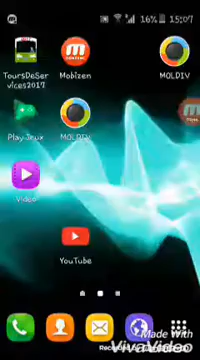 16% 15:07
ToursDeSer
vices2017
Mobizen
MOLDIV
Play Jeux
MOLDIV
Video
YouTube
Made With
VivaVideo